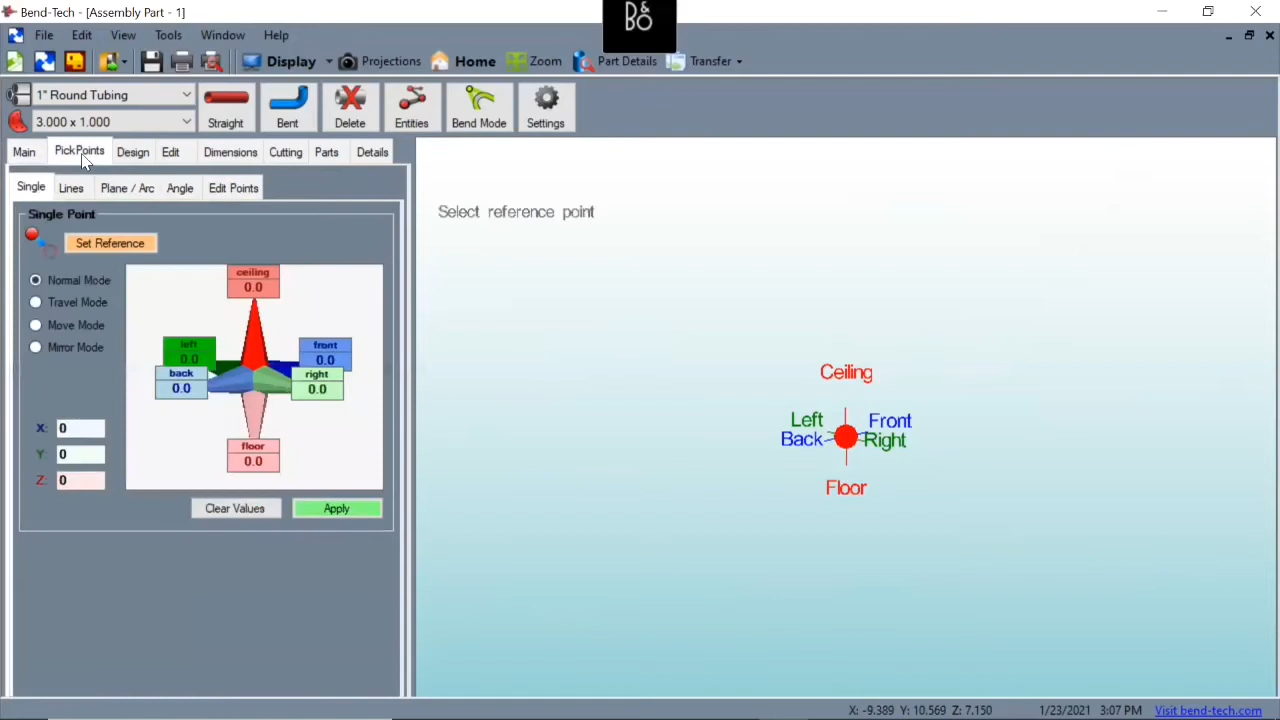 Bend-Tech - [Assembly Part - 1]
B&
BO
File Edit View Tools Window Help
Display Projections Home Zoom Part Details Transfer
1" Round Tubing
3.000 x 1.000
Straight Bent Delete Entities Bend Mode Settings
Main PickPoints Design Edit Dimensions Cutting Parts Details
Single Lines Plane / Arc Angle Edit Points
Single Point
Set Reference
Select reference point
Normal Mode
Travel Mode
Move Mode
Mirror Mode
ceiling
0.0
left
0.0
front
0.0
back
0.0
right
0.0
floor
0.0
X: 0
Y: 0
Z: 0
Clear Values Apply
Ceiling
Left Front
Back Right
Floor
X: -9.389 Y: 10.569 Z: 7.150 1/23/2021 3:07 PM Visit bend-tech.com